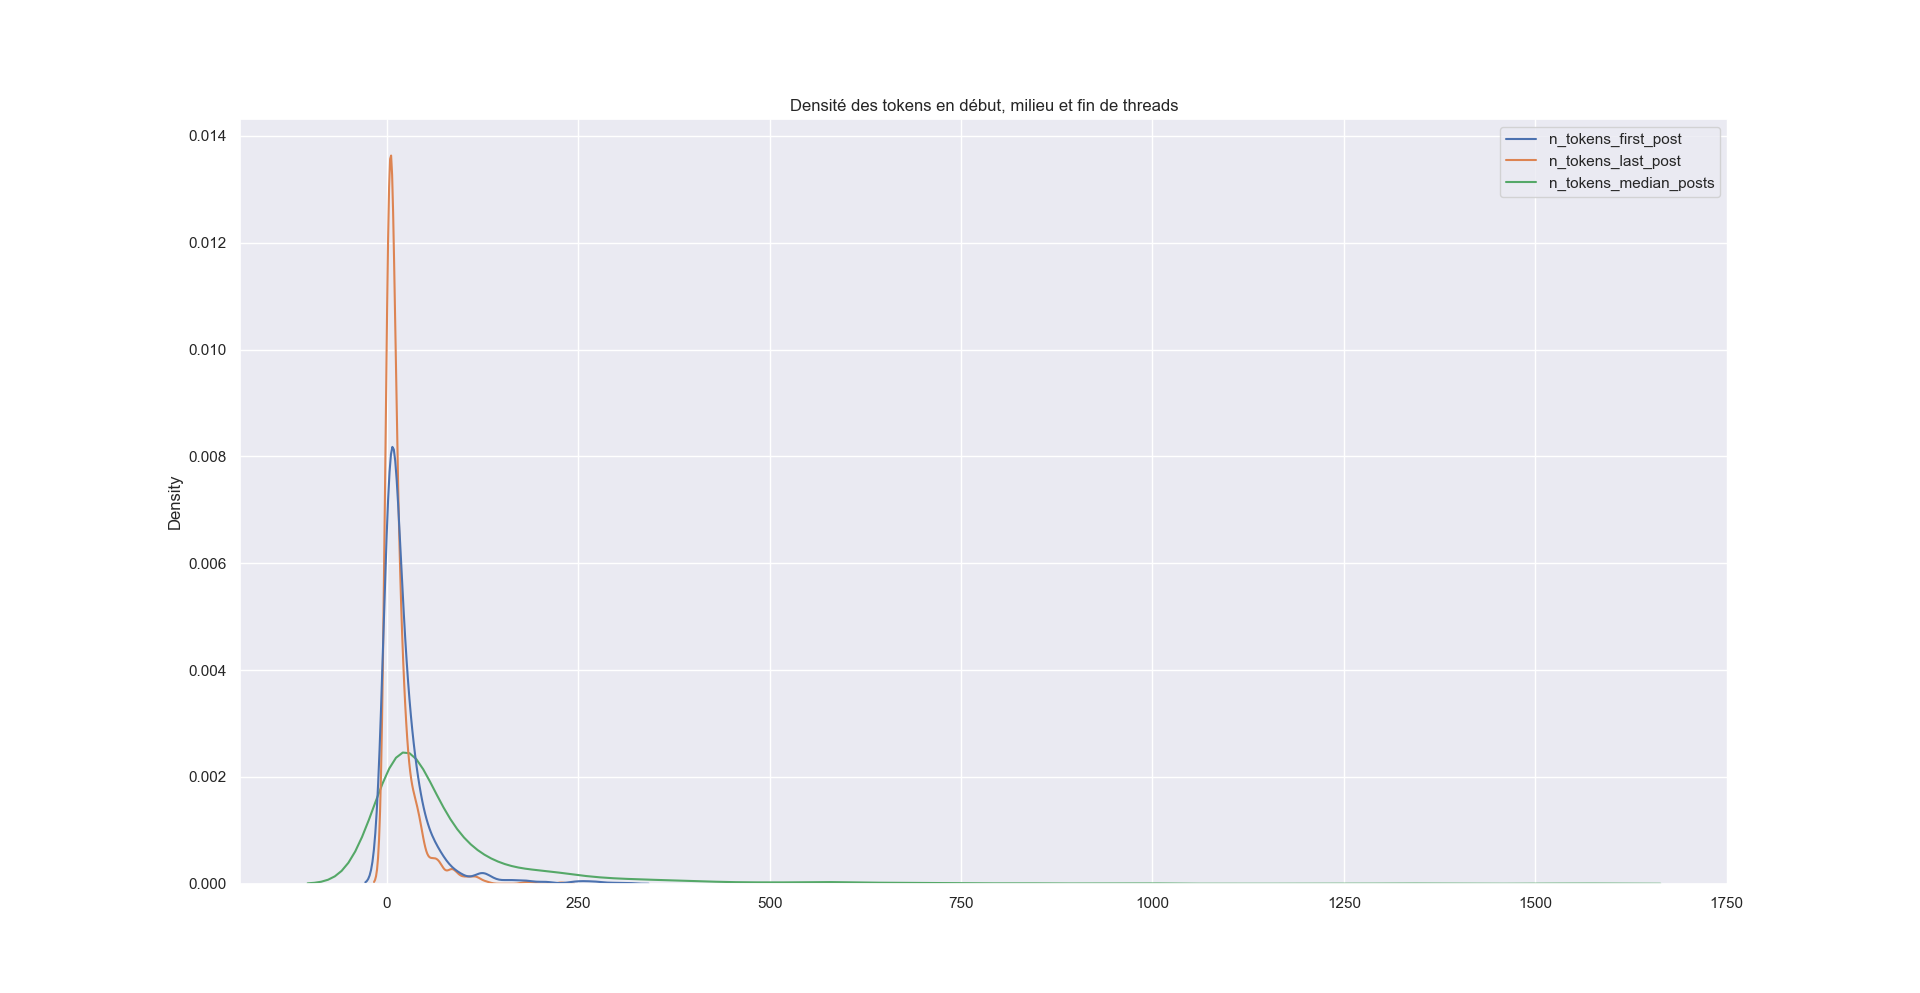 Densité des tokens en début, milieu et fin de threads
n_tokens_first_post
n_tokens_last_post
n_tokens_median_posts
Density
0.014
0.012
0.010
0.008
0.006
0.004
0.002
0.000
0 250 500 750 1000 1250 1500 1750